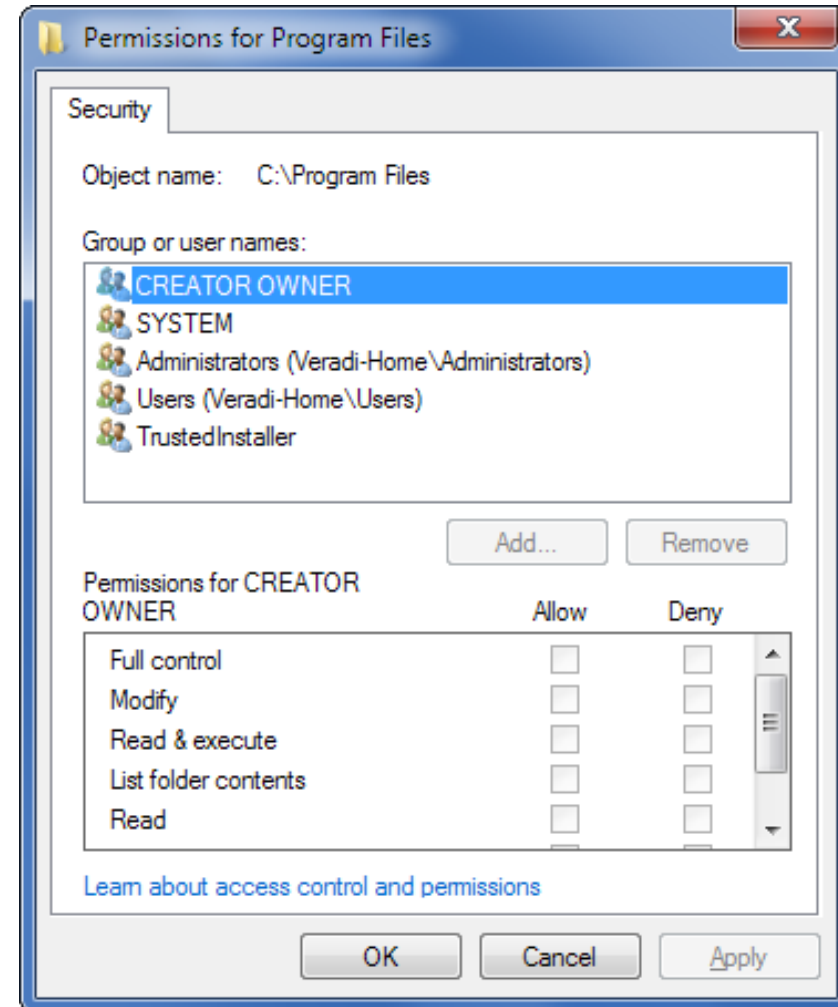 Permissions for Program Files
Security
Object name: C:\Program Files
Group or user names:
CREATOR OWNER
SYSTEM
Administrators (Veradi-Home\Administrators)
Users (Veradi-Home\Users)
TrustedInstaller
Add... Remove
Permissions for CREATOR
OWNER Allow Deny
Full control
Modify
Read & execute
List folder contents
Read
Learn about access control and permissions
OK Cancel Apply